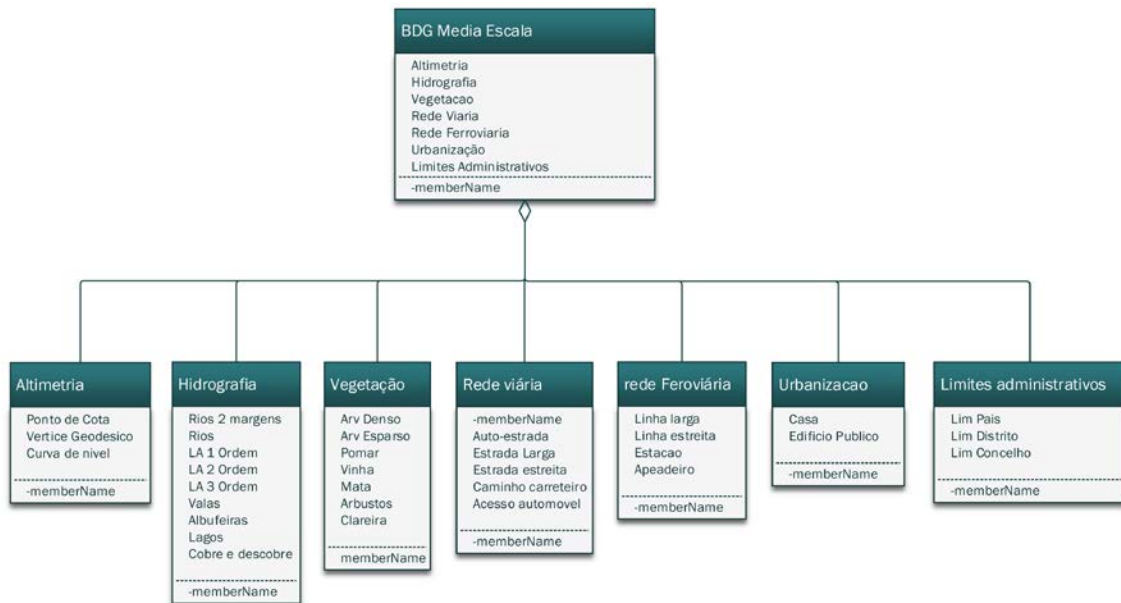 BDG Media Escala
Altimetria
Hidrografia
Vegetacao
Rede Viaria
Rede Ferroviaria
Urbanização
Limites Administrativos
-memberName
Altimetria
Ponto de Cota
Vertice Geodesico
Curva de nivel
-memberName
Hidrografia
Rios 2 margens
Rios
LA 1 Ordem
LA 2 Ordem
LA 3 Ordem
Valas
Albufeiras
Lagos
Cobre e descobre
-memberName
Vegetação
Arv Denso
Arv Esparso
Pomar
Vinha
Mata
Arbustos
Clareira
memberName
Rede viária
-memberName
Auto-estrada
Estrada Larga
Estrada estreita
Caminho carreteiro
Acesso automovel
-memberName
rede Feroviária
Linha larga
Linha estreita
Estacao
Apeadeiro
-memberName
Urbanizacao
Casa
Edificio Publico
-memberName
Limites administrativos
Lim Pais
Lim Distrito
Lim Concelho
-memberName